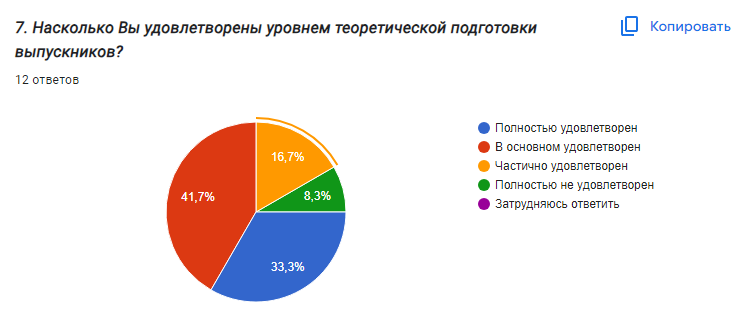 7. Насколько Вы удовлетворены уровнем теоретической подготовки
выпускников?
Копировать
12 ответов
16,7%
8,3%
41,7%
33,3%
Полностью удовлетворен
В основном удовлетворен
Частично удовлетворен
Полностью не удовлетворен
Затрудняюсь ответить